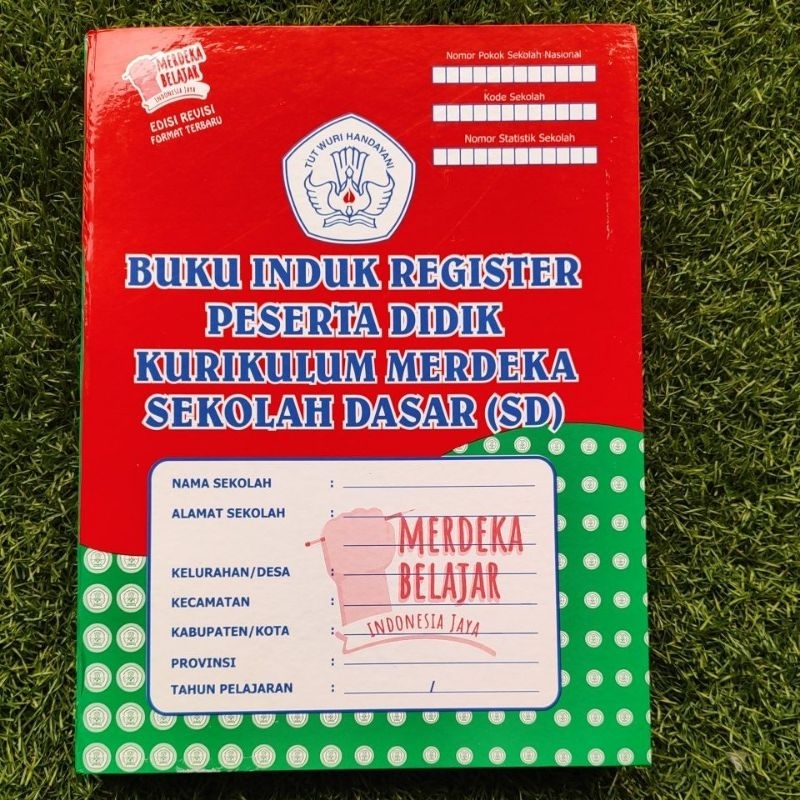 MERDEKA
BELAJAR
INDONESIA JAYA
EDISI REVISI
FORMAT TERBARU
Nomor Pokok Sekolah Nasional
Kode Sekolah
Nomor Statistik Sekolah
TUT WURI HANDAYANI
BUKU INDUK REGISTER
PESERTA DIDIK
KURIKULUM MERDEKA
SEKOLAH DASAR (SD)
NAMA SEKOLAH :
ALAMAT SEKOLAH :
KELURAHAN/DESA :
KECAMATAN :
KABUPATEN/KOTA :
PROVINSI :
TAHUN PELAJARAN : /
MERDEKA
BELAJAR
INDONESIA JAYA